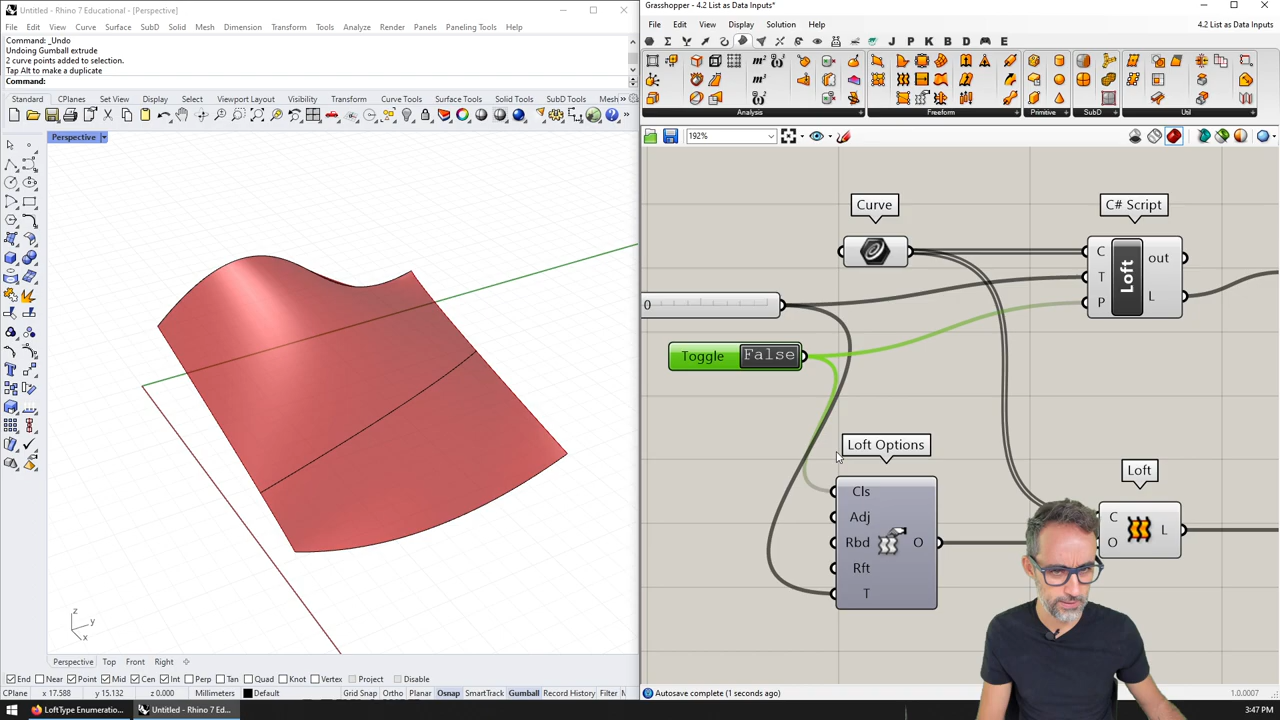 Untitled - Rhino 7 Educational - [Perspective]
File Edit View Curve Surface SubD Solid Mesh Dimension Transform Tools Analyze Render Panels Paneling Tools Help
Command: _Undo
Undoing Gumball extrude
2 curve points added to selection.
Tap Alt to make a duplicate
Command:
Standard CPlanes Set View Display Select Viewport Layout Visibility Transform Curve Tools Surface Tools Solid Tools SubD Tools Mesh
Perspective
z
y
x
Perspective Top Front Right
End Near Point Mid Cen Int Perp Tan Quad Knot Vertex Project Disable
CPlane x 17.588 y 15.132 z 0.000 Millimeters Default Grid Snap Ortho Planar Osnap SmartTrack Gumball Record History Filter
LoftType Enumeratio... Untitled - Rhino 7 Ed...
Grasshopper - 4.2 List as Data Inputs*
File Edit View Display Solution Help
4.2 List as Data Inputs*
J P K B D E
m² m³
Analysis Freeform Primitive SubD Util
192%
Curve
C# Script
C
T
P
Loft
out
L
0
Toggle False
Loft Options
Cls
Adj
Rbd
Rft
T
O
Loft
C
O
L
Autosave complete (1 seconds ago)
1.0.0007
3:47 PM